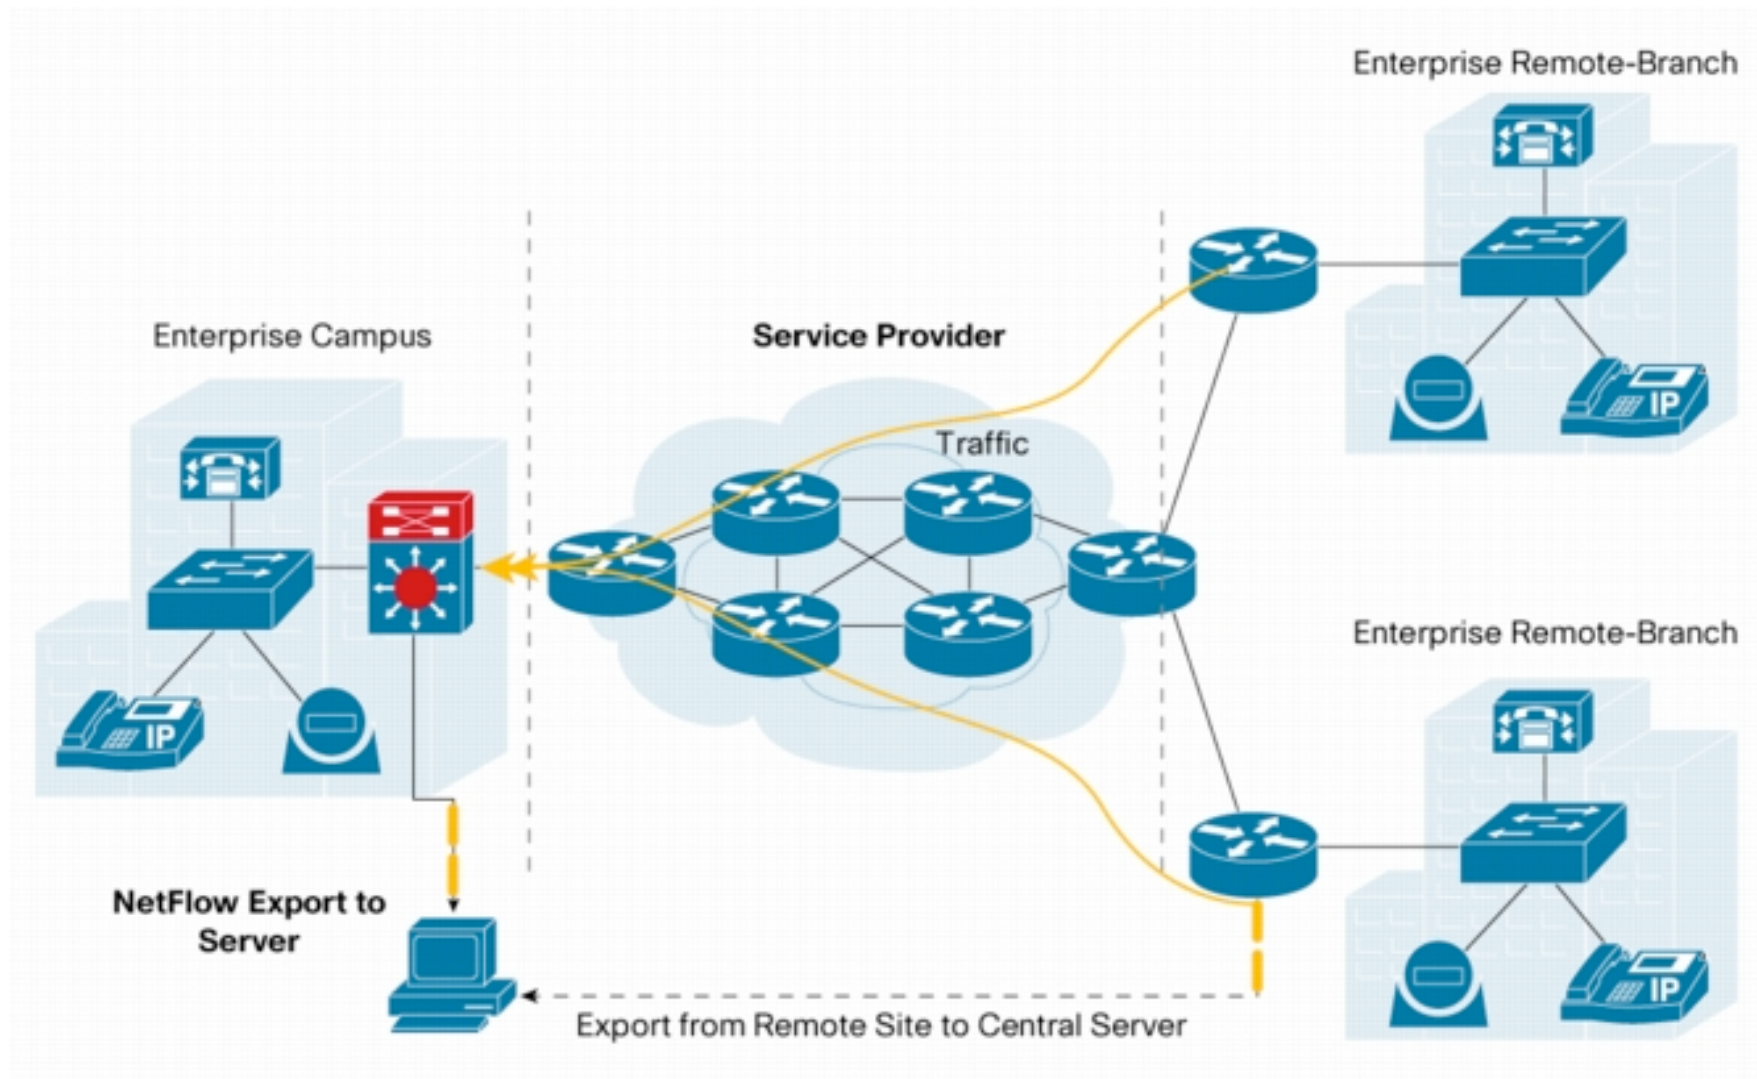 Enterprise Remote-Branch
Enterprise Campus
Service Provider
Traffic
IP
IP
Enterprise Remote-Branch
IP
NetFlow Export to
Server
Export from Remote Site to Central Server